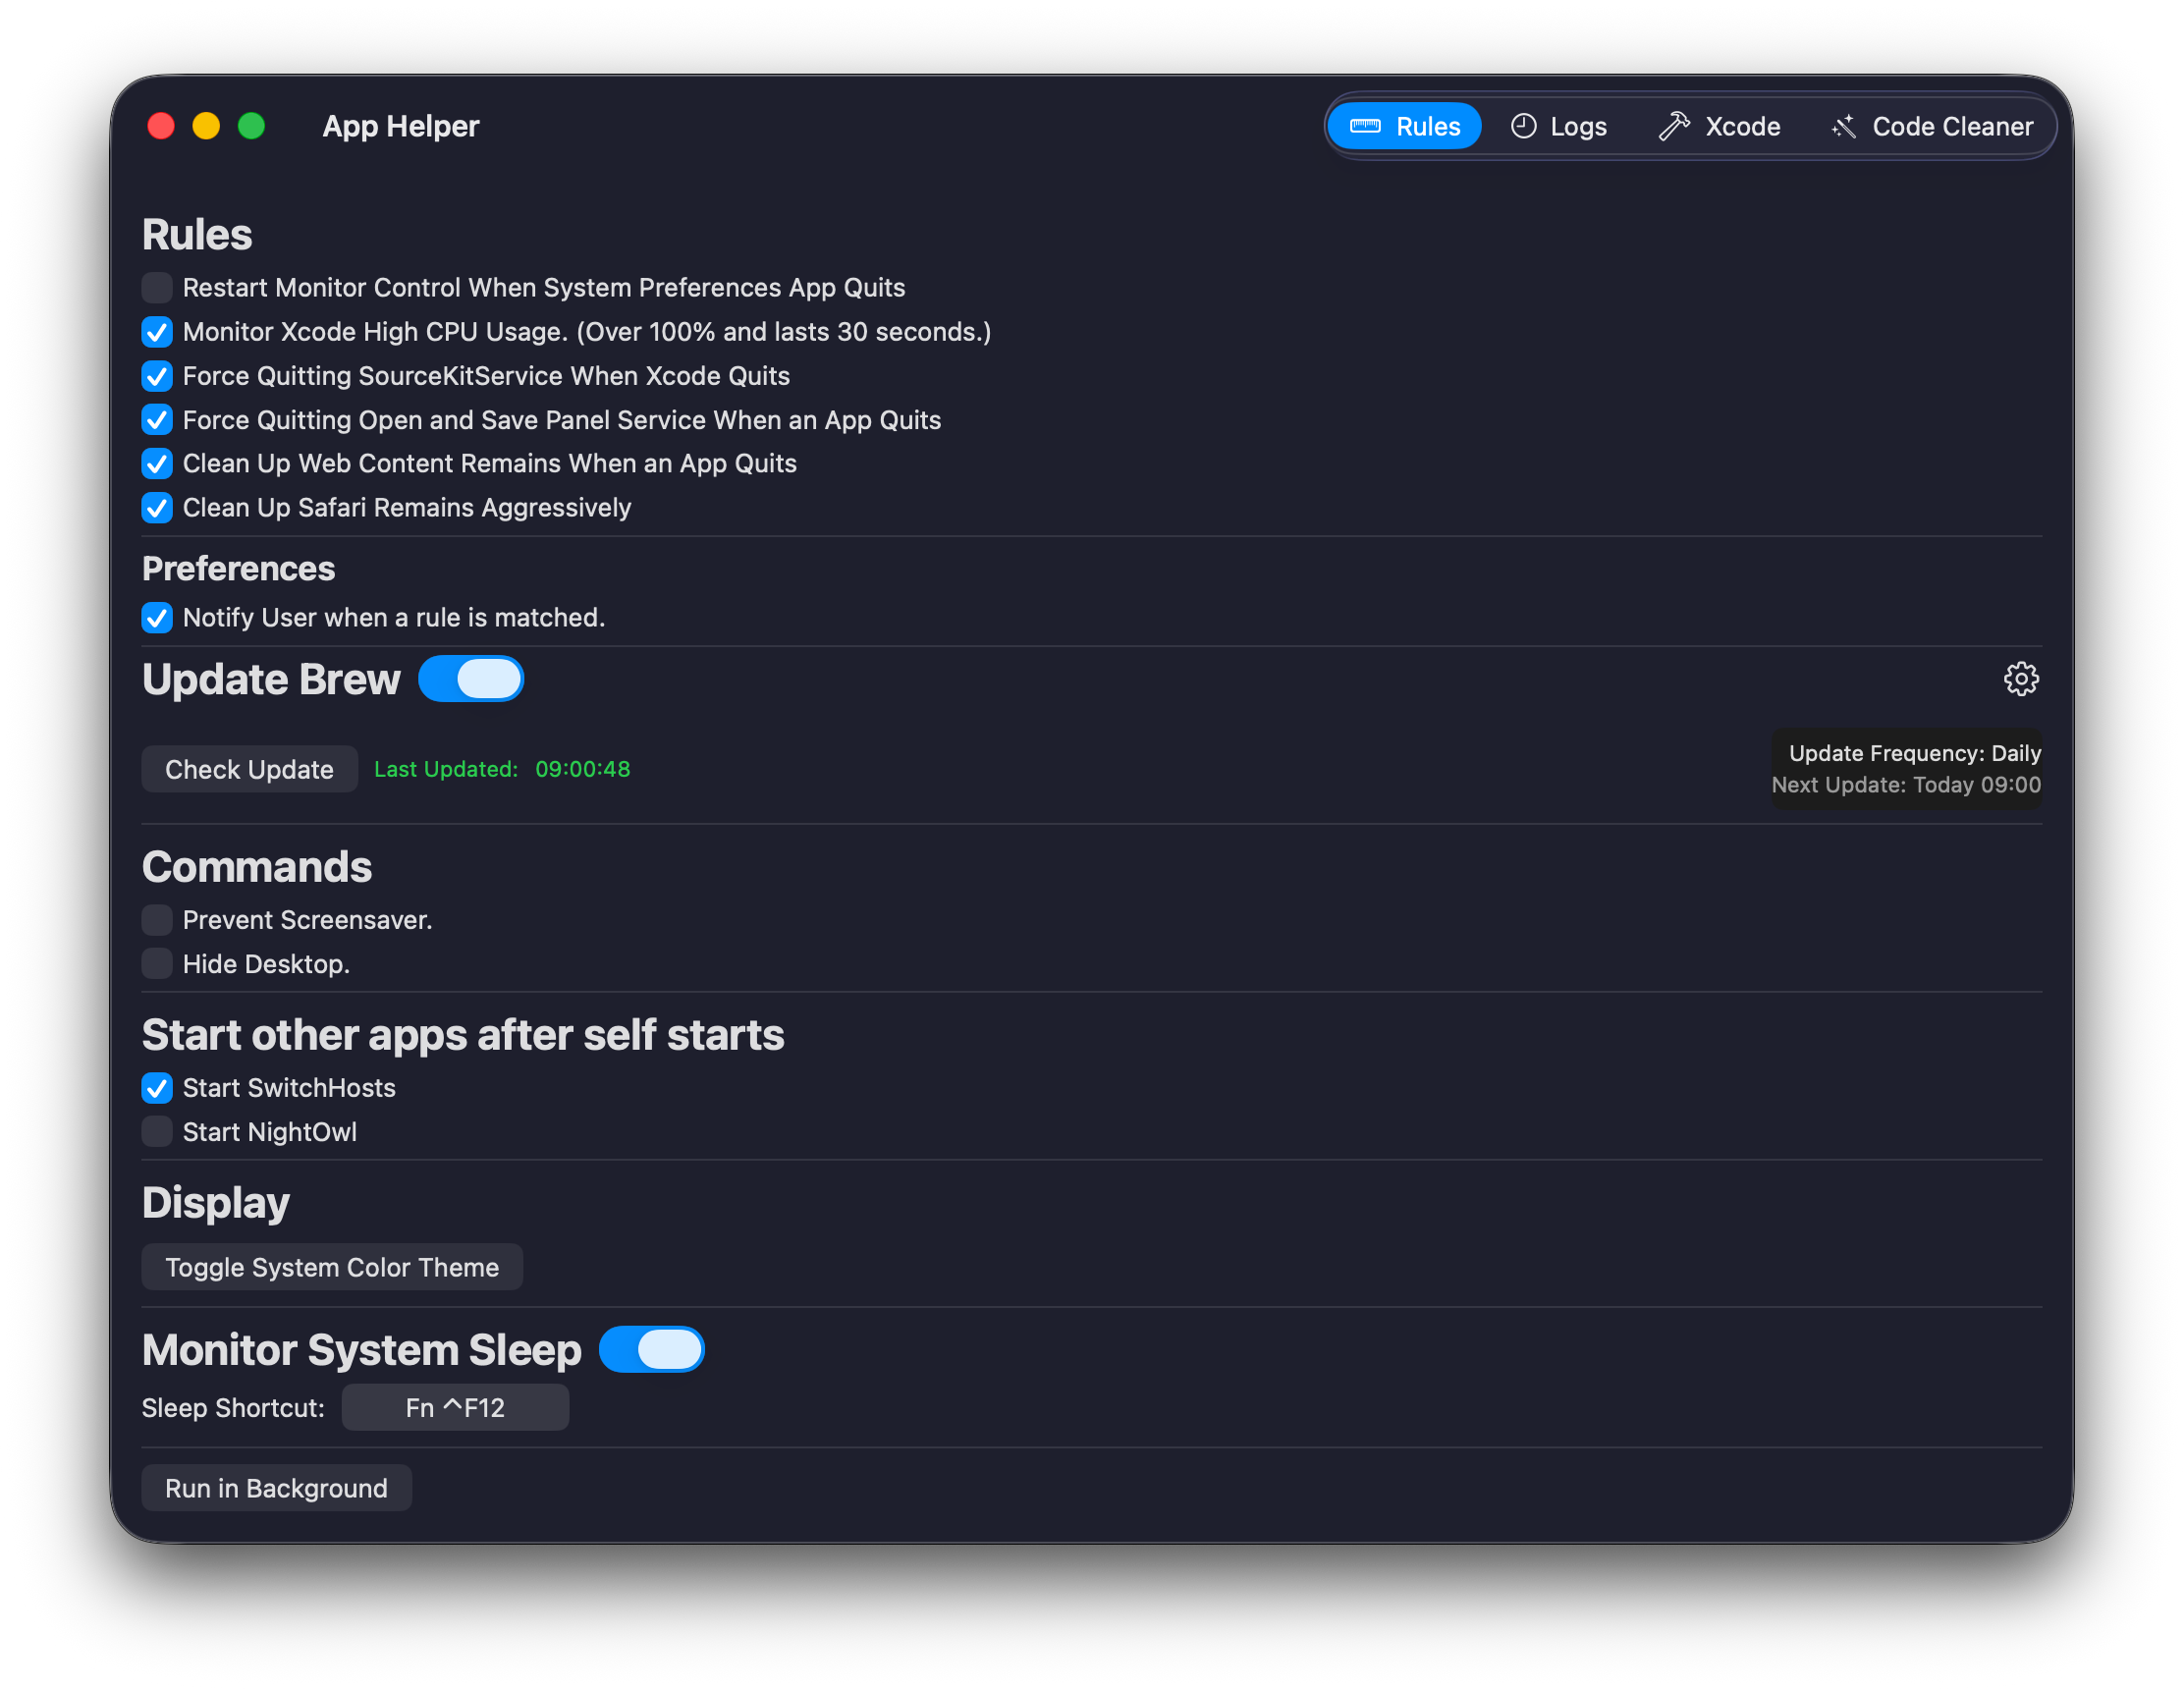 App Helper
Rules
Logs
Xcode
Code Cleaner
Rules
Restart Monitor Control When System Preferences App Quits
Monitor Xcode High CPU Usage. (Over 100% and lasts 30 seconds.)
Force Quitting SourceKitService When Xcode Quits
Force Quitting Open and Save Panel Service When an App Quits
Clean Up Web Content Remains When an App Quits
Clean Up Safari Remains Aggressively
Preferences
Notify User when a rule is matched.
Update Brew
Check Update
Last Updated: 09:00:48
Update Frequency: Daily
Next Update: Today 09:00
Commands
Prevent Screensaver.
Hide Desktop.
Start other apps after self starts
Start SwitchHosts
Start NightOwl
Display
Toggle System Color Theme
Monitor System Sleep
Sleep Shortcut: Fn ^F12
Run in Background